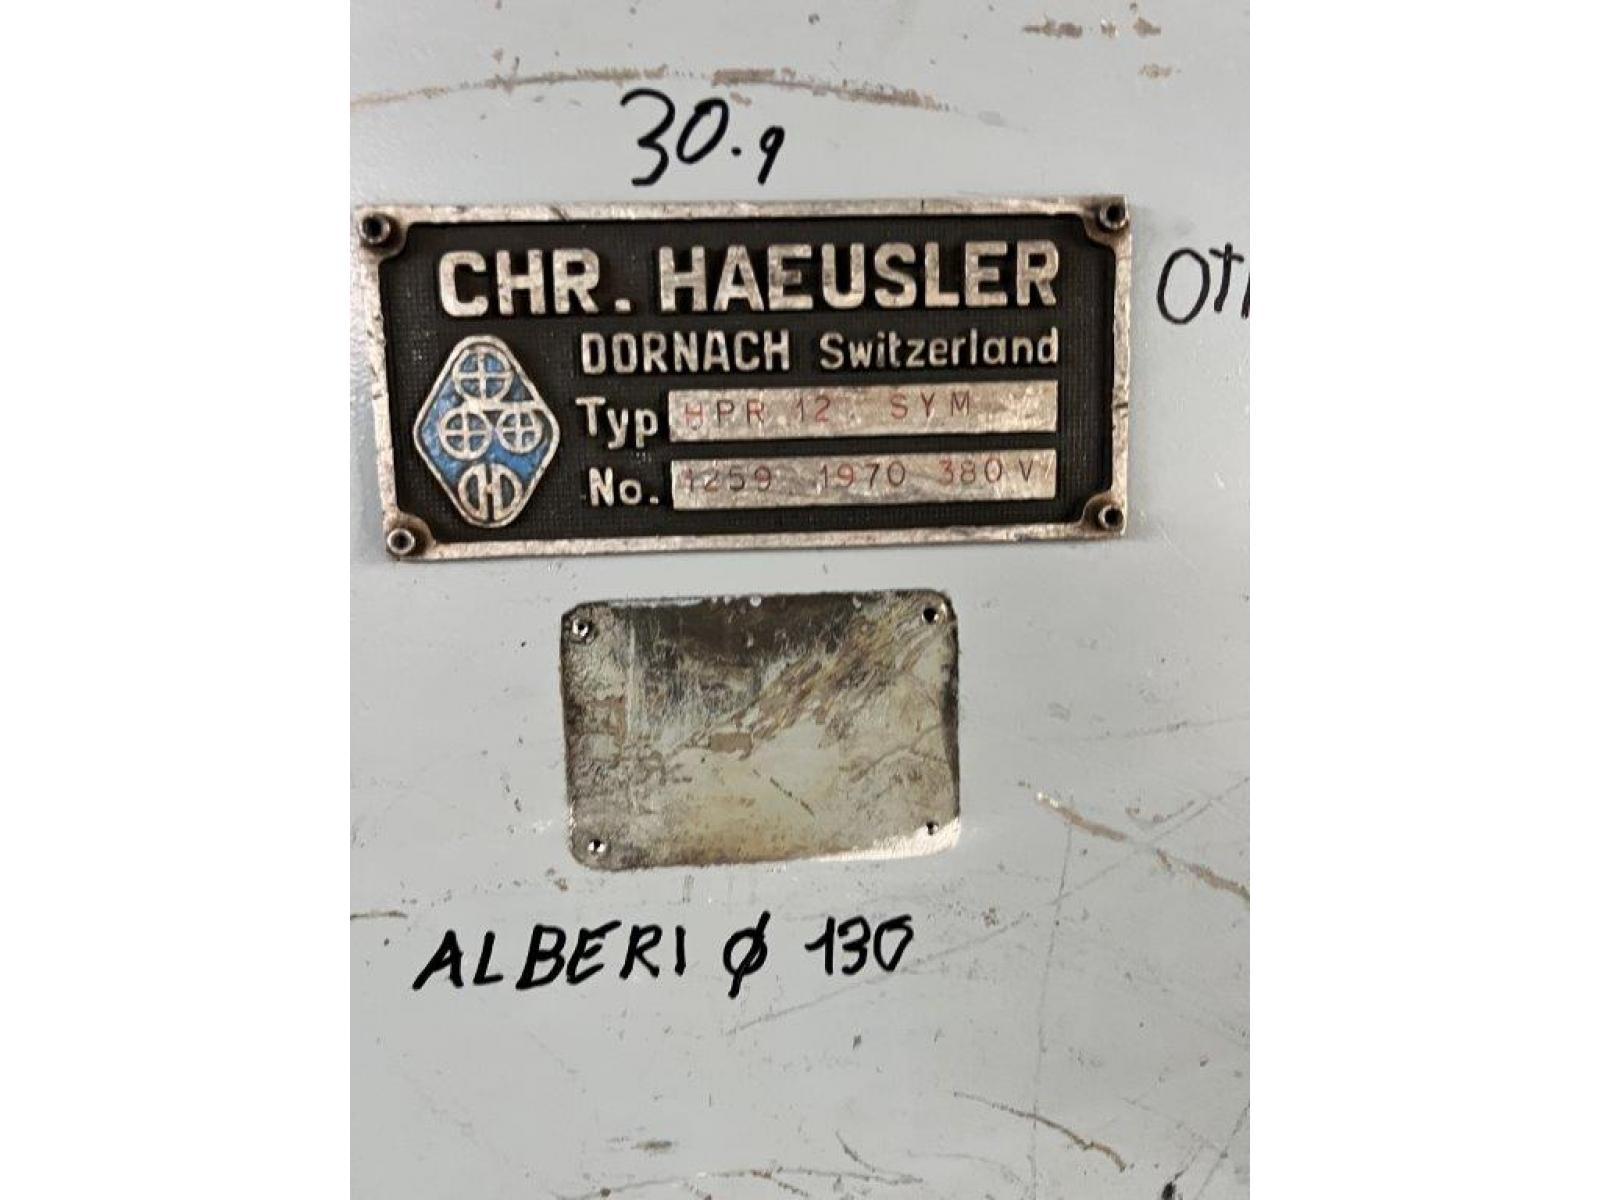 30.9
CHR. HAEUSLER
DORNACH Switzerland
Typ HPR 12 SYM
No. 1259 1970 380 V
ALBERI ø 130